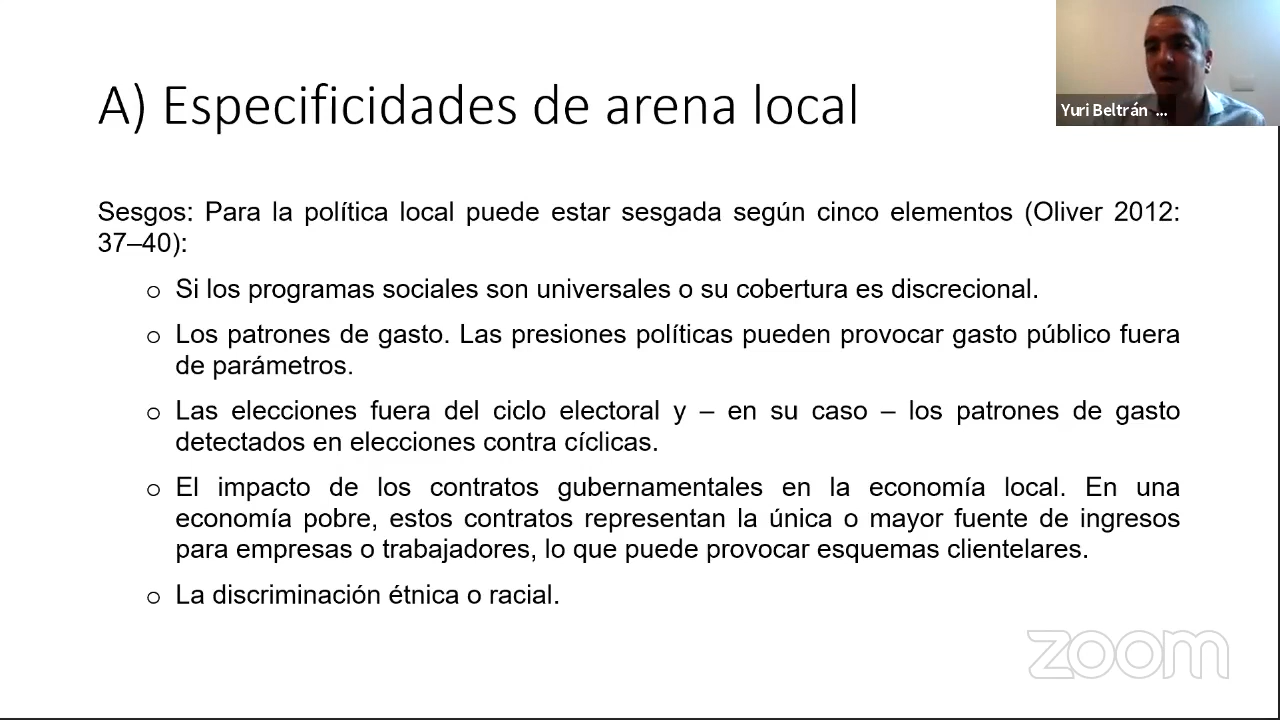 A) Especificidades de arena local
Yuri Beltrán ...
Sesgos: Para la política local puede estar sesgada según cinco elementos (Oliver 2012:
37–40):
o Si los programas sociales son universales o su cobertura es discrecional.
o Los patrones de gasto. Las presiones políticas pueden provocar gasto público fuera
de parámetros.
o Las elecciones fuera del ciclo electoral y – en su caso – los patrones de gasto
detectados en elecciones contra cíclicas.
o El impacto de los contratos gubernamentales en la economía local. En una
economía pobre, estos contratos representan la única o mayor fuente de ingresos
para empresas o trabajadores, lo que puede provocar esquemas clientelares.
o La discriminación étnica o racial.
zoom